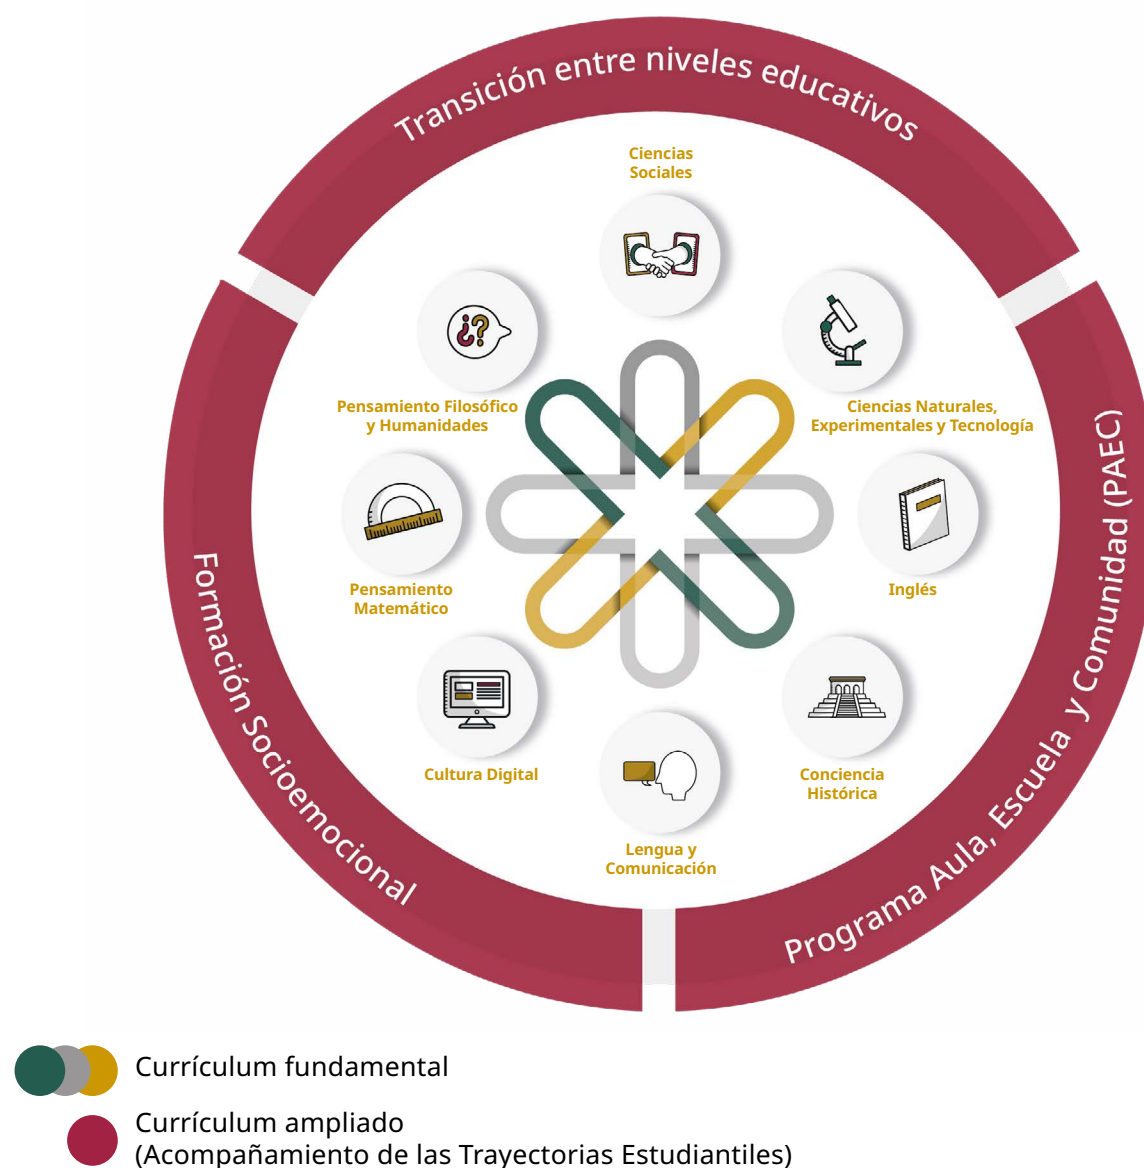 Transición entre niveles educativos
Ciencias
Sociales
Pensamiento Filosófico
y Humanidades
¿?
Ciencias Naturales,
Experimentales y Tecnología
Pensamiento
Matemático
Inglés
Cultura Digital
Conciencia
Histórica
Lengua y
Comunicación
Formación Socioemocional
Programa Aula, Escuela y Comunidad (PAEC)
Currículum fundamental
Currículum ampliado
(Acompañamiento de las Trayectorias Estudiantiles)